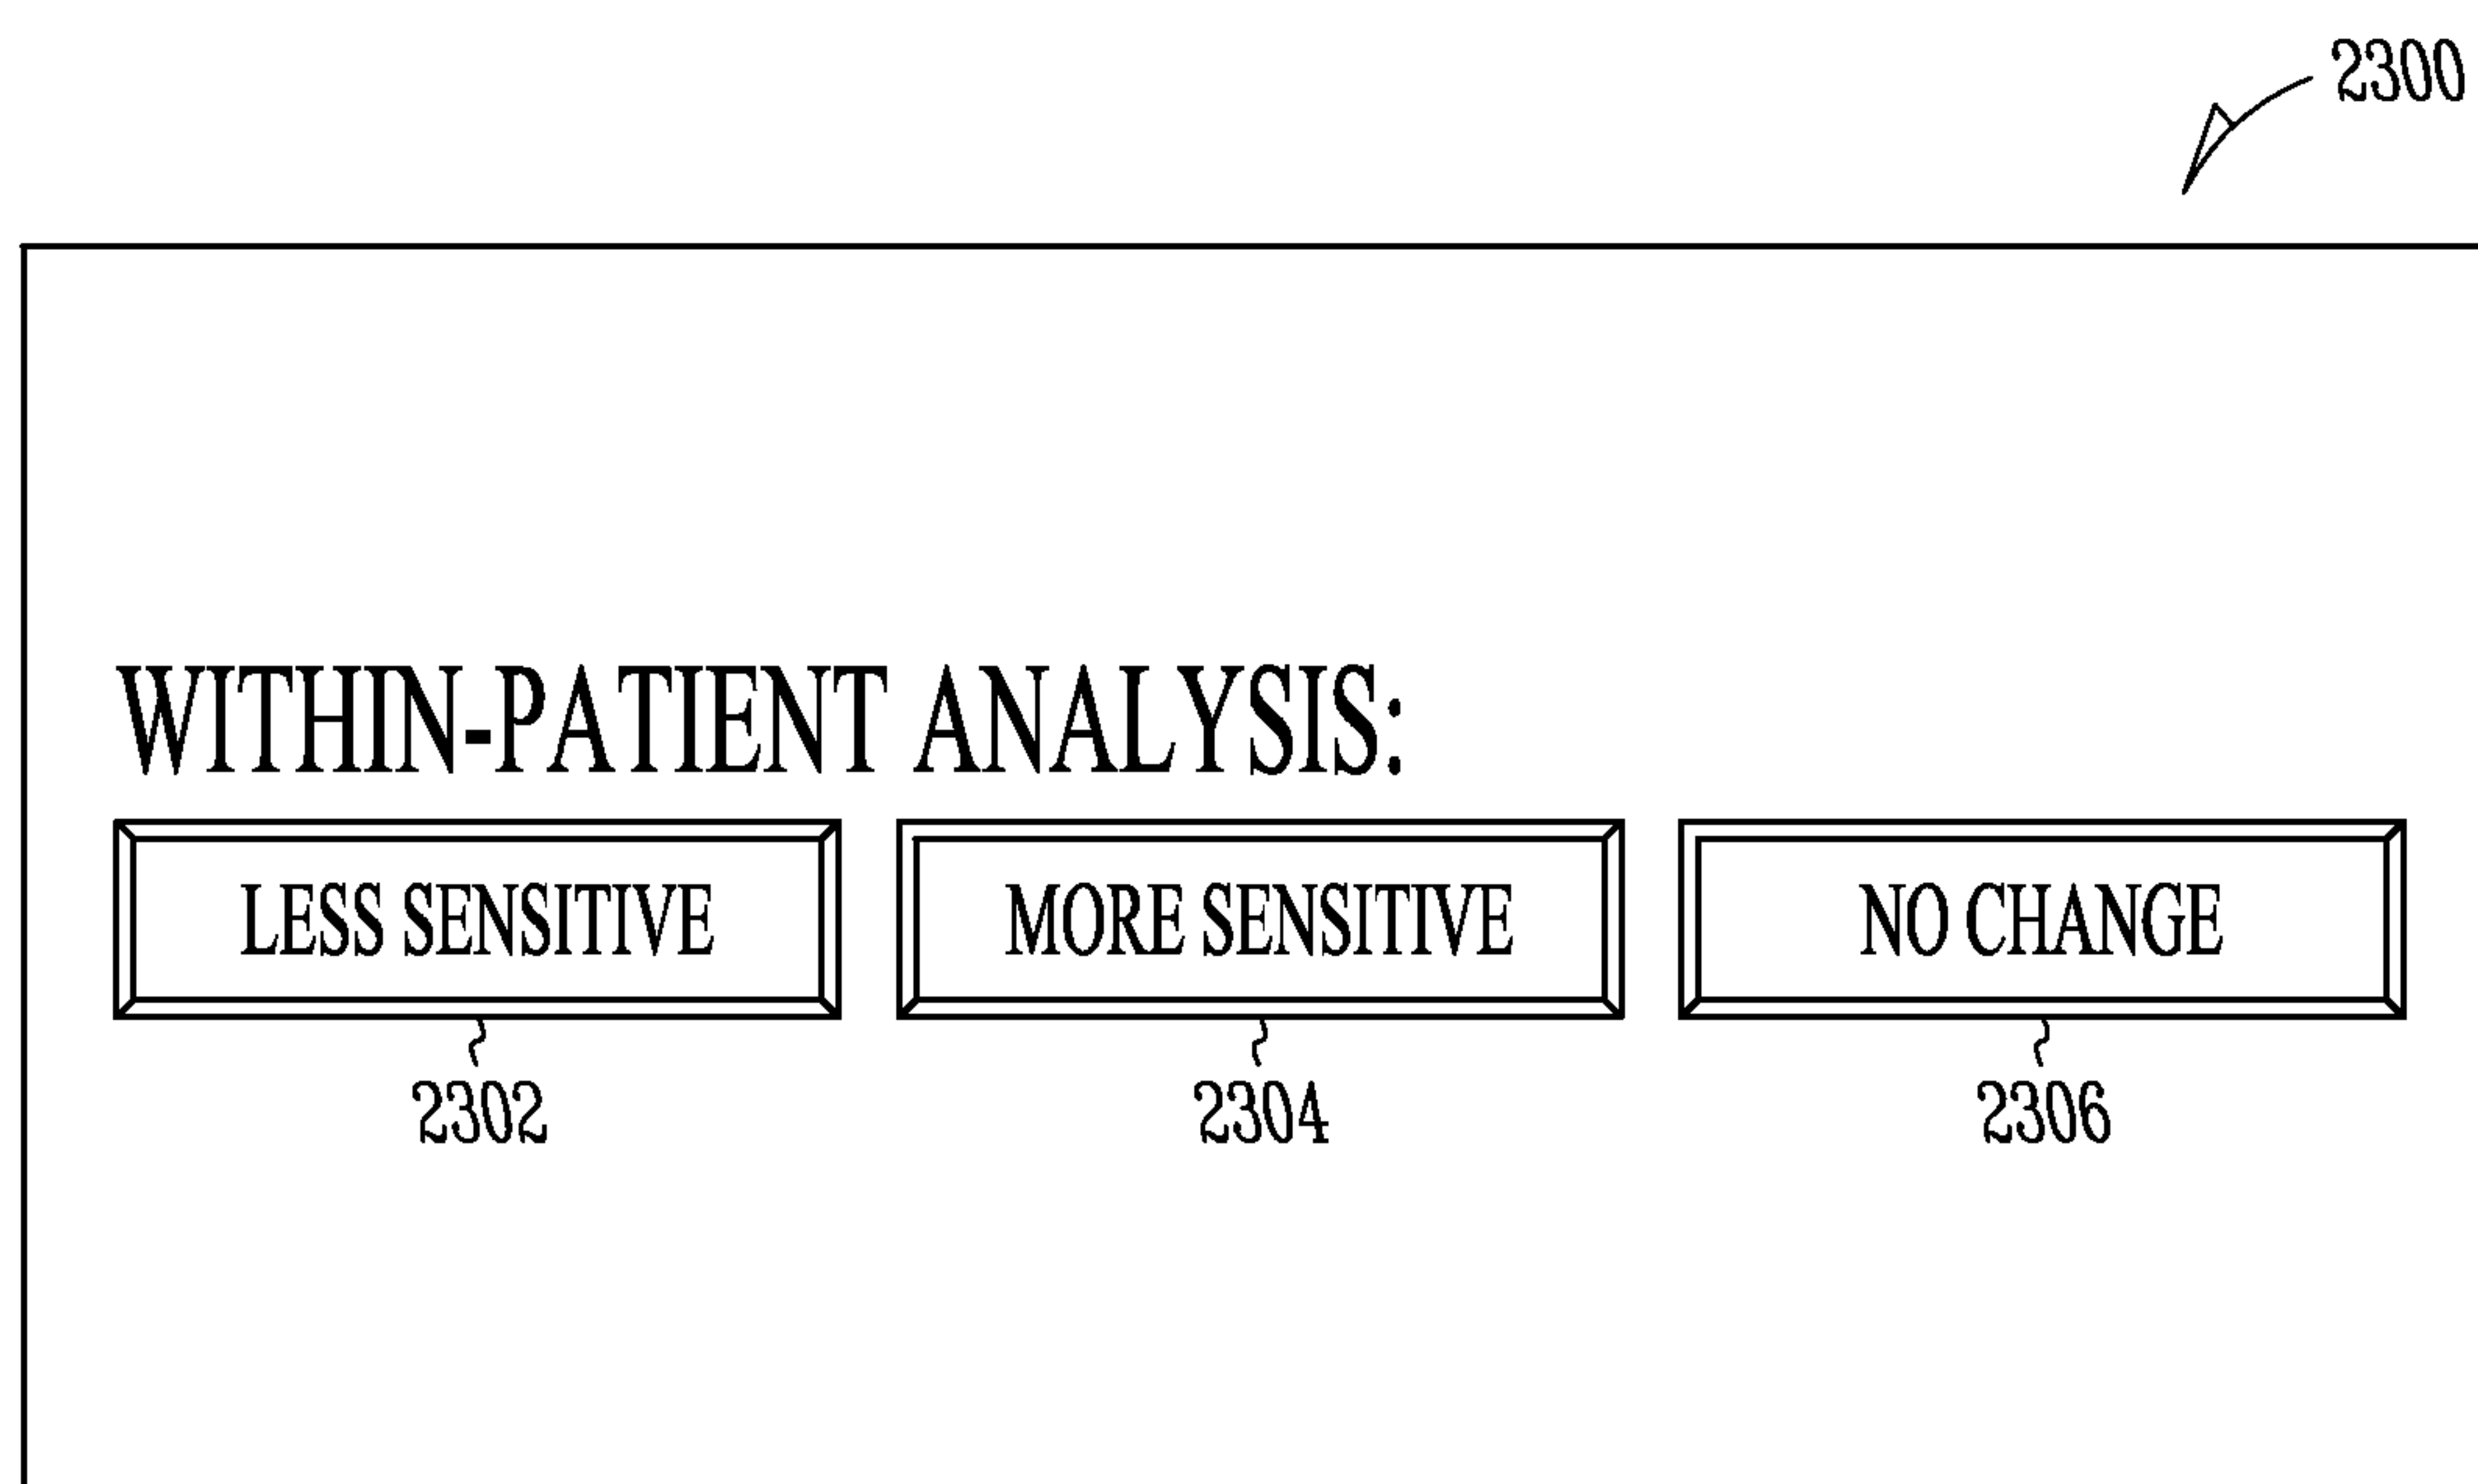 2300
WITHIN-PATIENT ANALYSIS:
LESS SENSITIVE MORE SENSITIVE NO CHANGE
2302 2304 2306